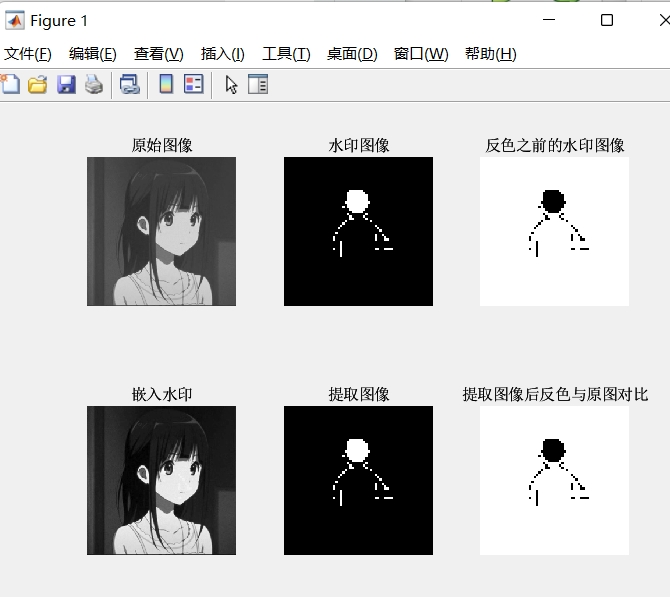 Figure 1
文件(F) 编辑(E) 查看(V) 插入(I) 工具(T) 桌面(D) 窗口(W) 帮助(H)
原始图像 水印图像 反色之前的水印图像
嵌入水印 提取图像 提取图像后反色与原图对比